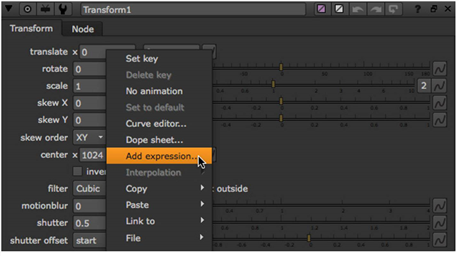 Transform1
Transform Node
translate x 0
rotate 0
scale 1 2
skew X 0
skew Y 0
skew order XY
center x 1024
inver
filter Cubic outside
motionblur 0
shutter 0.5
shutter offset start
Set key
Delete key
No animation
Set to default
Curve editor...
Dope sheet...
Add expression...
Interpolation
Copy
Paste
Link to
File